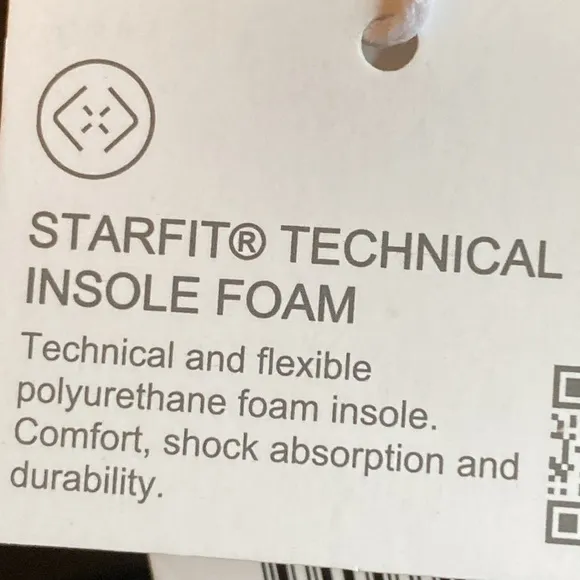 STARFIT® TECHNICAL
INSOLE FOAM
Technical and flexible
polyurethane foam insole.
Comfort, shock absorption and
durability.